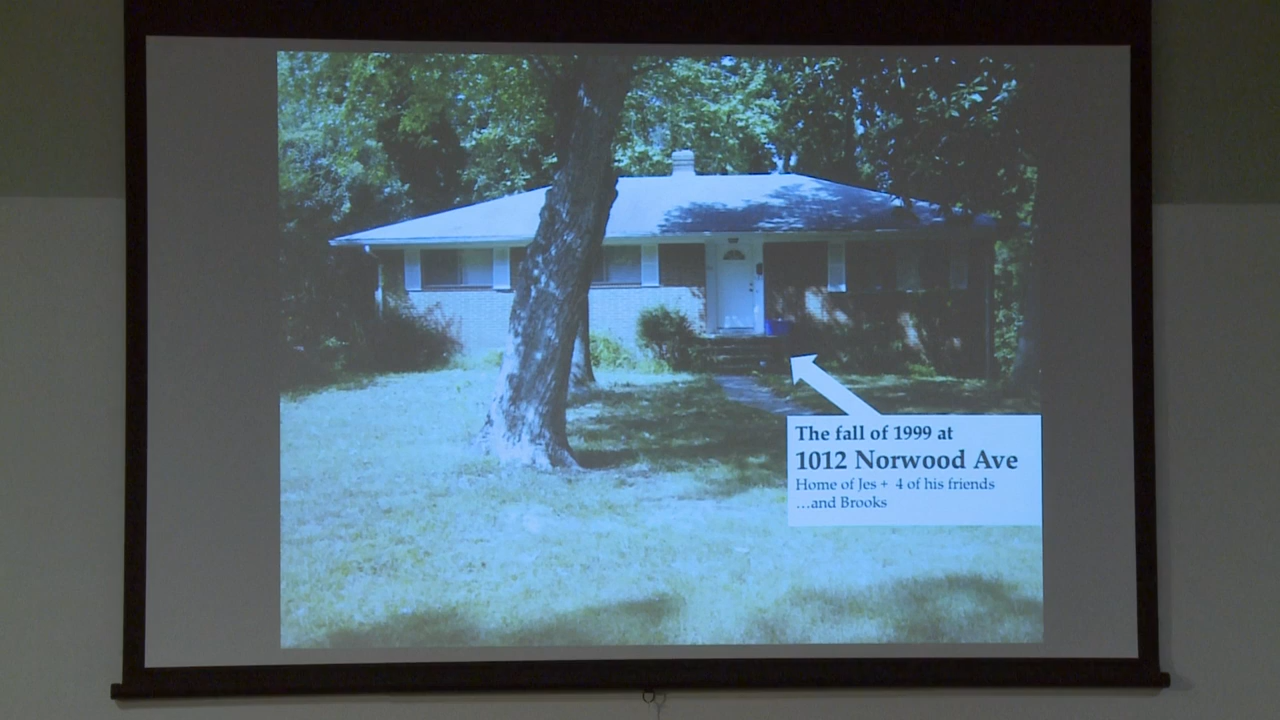 The fall of 1999 at
1012 Norwood Ave
Home of Jes + 4 of his friends
...and Brooks